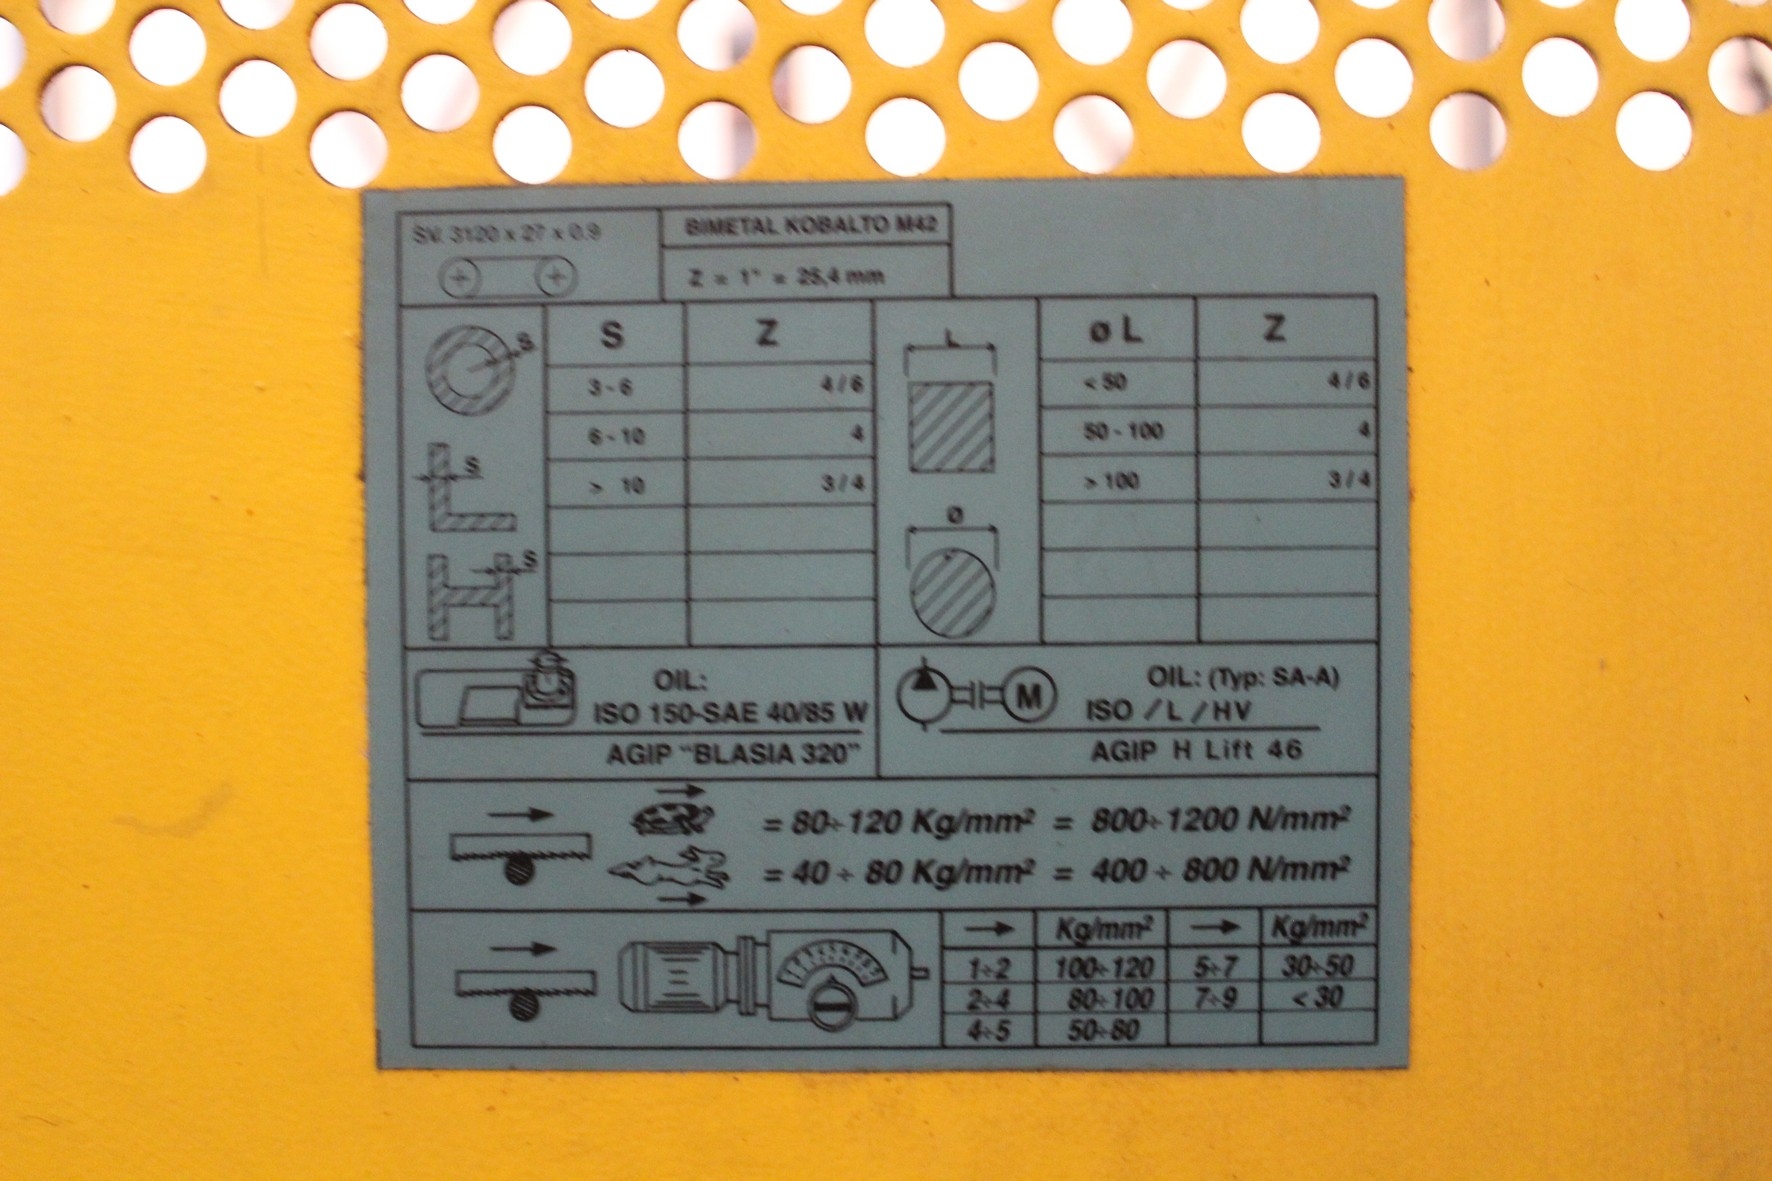 SV. 3120 x 27 x 0.9
BIMETAL KOBALTO M42
Z = 1" = 25,4 mm
S Z
S
3-6 4/6
6-10 4
> 10 3/4
S
S
L
ø L Z
< 50 4/6
50-100 4
> 100 3/4
ø
OIL:
ISO 150-SAE 40/85 W
AGIP "BLASIA 320"
M
OIL: (Typ: SA-A)
ISO /L /HV
AGIP H Lift 46
= 80÷120 Kg/mm² = 800÷1200 N/mm²
= 40 ÷ 80 Kg/mm² = 400 ÷ 800 N/mm²
→ Kg/mm² → Kg/mm²
1÷2 100÷120 5÷7 30÷50
2÷4 80÷100 7÷9 < 30
4÷5 50÷80